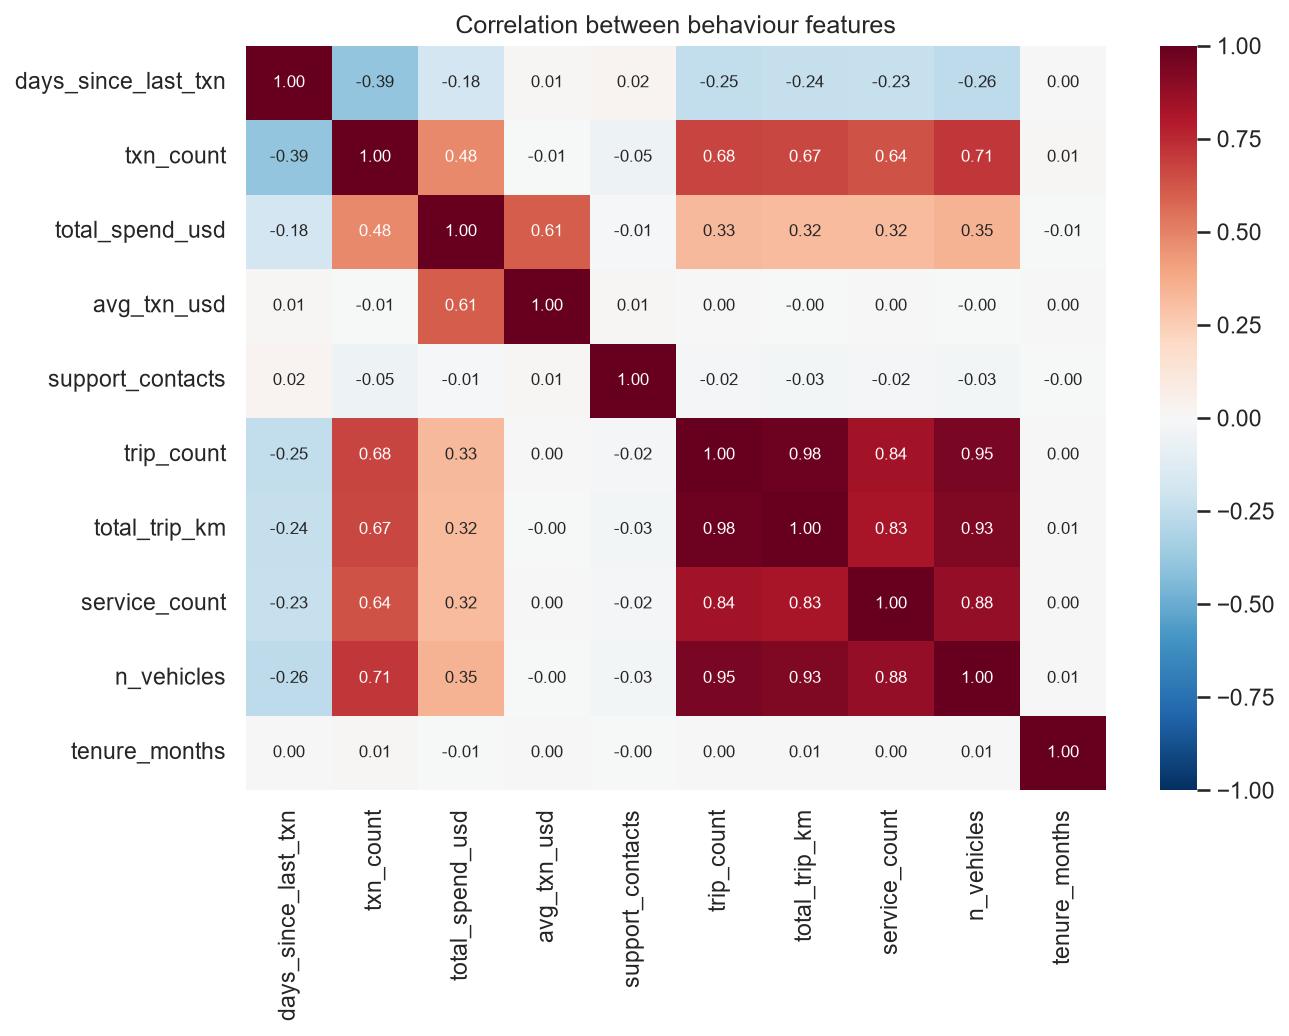 Correlation between behaviour features
days_since_last_txn 1.00 -0.39 -0.18 0.01 0.02 -0.25 -0.24 -0.23 -0.26 0.00
txn_count -0.39 1.00 0.48 -0.01 -0.05 0.68 0.67 0.64 0.71 0.01
total_spend_usd -0.18 0.48 1.00 0.61 -0.01 0.33 0.32 0.32 0.35 -0.01
avg_txn_usd 0.01 -0.01 0.61 1.00 0.01 0.00 -0.00 0.00 -0.00 0.00
support_contacts 0.02 -0.05 -0.01 0.01 1.00 -0.02 -0.03 -0.02 -0.03 -0.00
trip_count -0.25 0.68 0.33 0.00 -0.02 1.00 0.98 0.84 0.95 0.00
total_trip_km -0.24 0.67 0.32 -0.00 -0.03 0.98 1.00 0.83 0.93 0.01
service_count -0.23 0.64 0.32 0.00 -0.02 0.84 0.83 1.00 0.88 0.00
n_vehicles -0.26 0.71 0.35 -0.00 -0.03 0.95 0.93 0.88 1.00 0.01
tenure_months 0.00 0.01 -0.01 0.00 -0.00 0.00 0.01 0.00 0.01 1.00
days_since_last_txn
txn_count
total_spend_usd
avg_txn_usd
support_contacts
trip_count
total_trip_km
service_count
n_vehicles
tenure_months
1.00
0.75
0.50
0.25
0.00
−0.25
−0.50
−0.75
−1.00